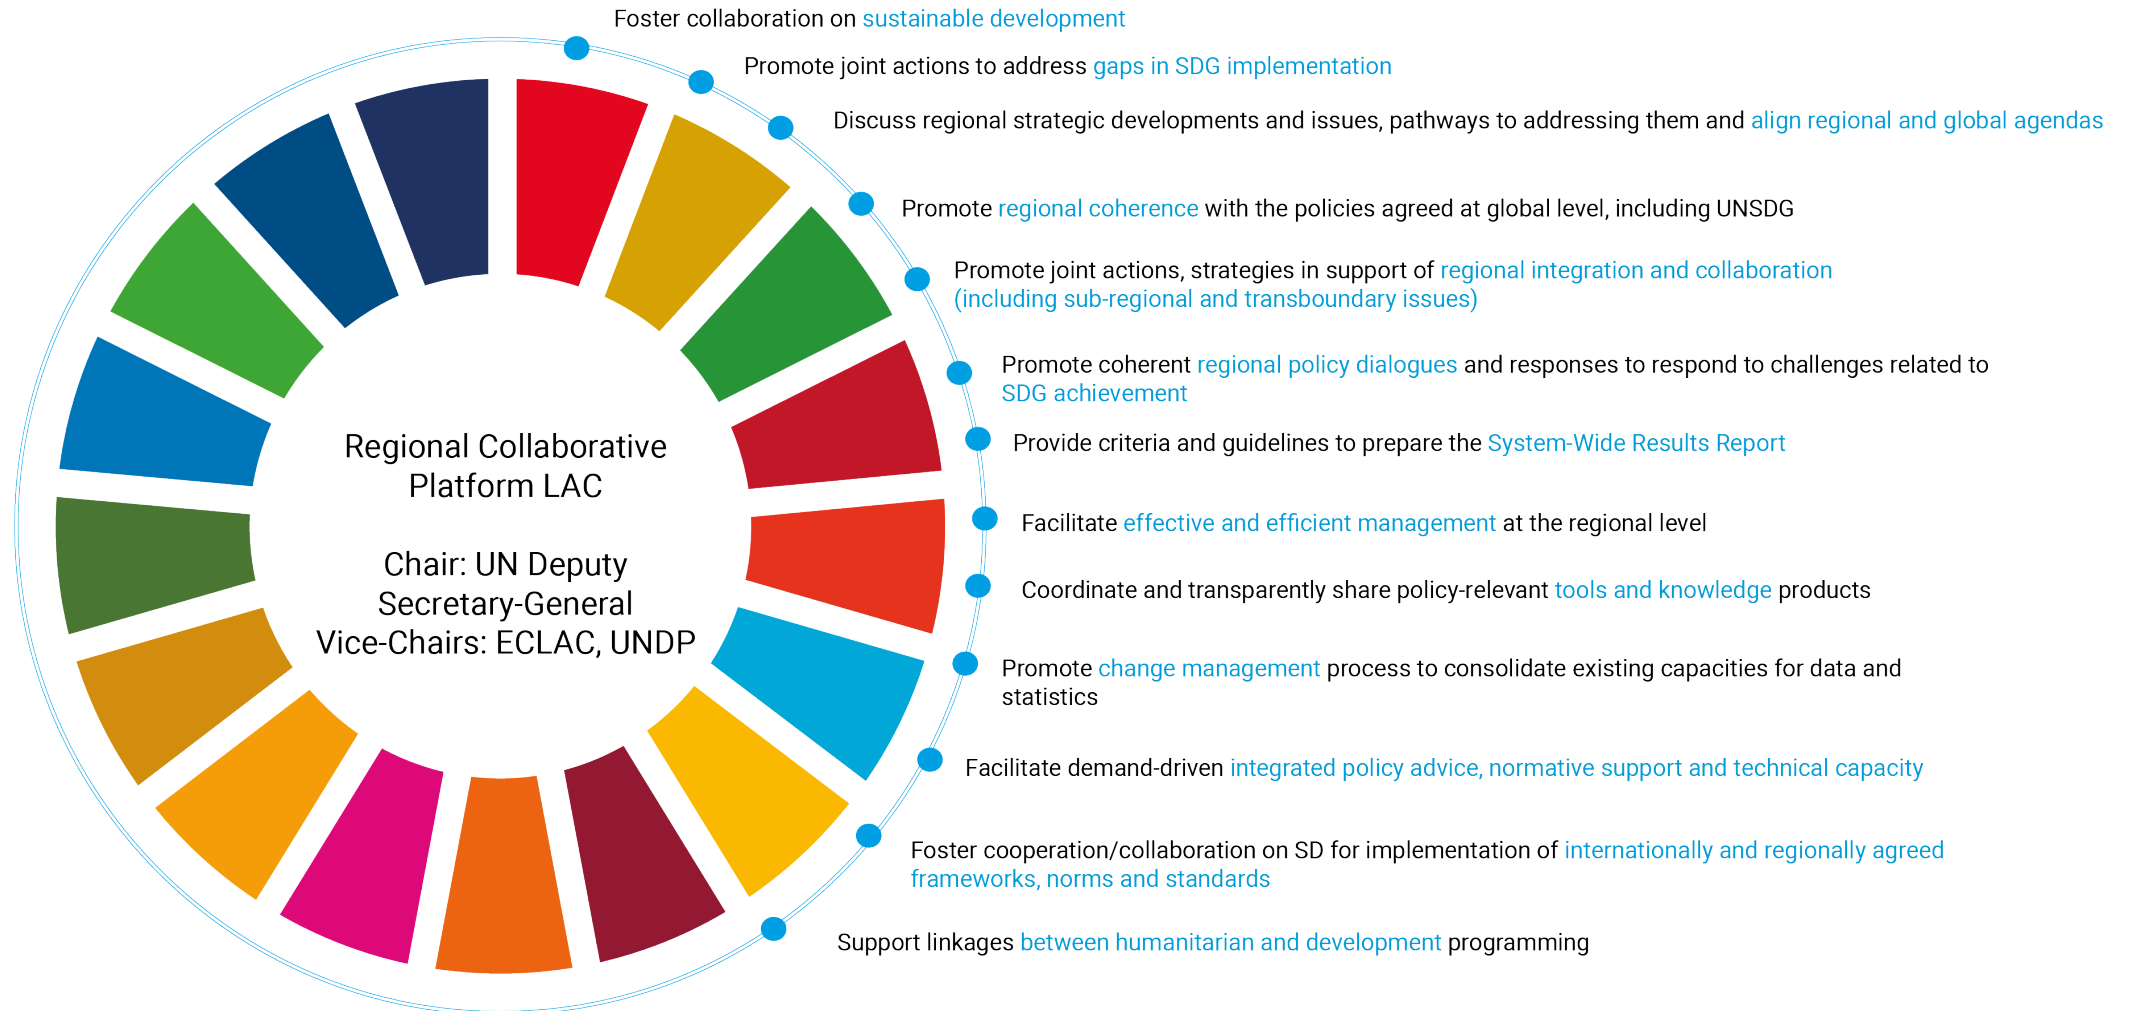 Foster collaboration on sustainable development
Promote joint actions to address gaps in SDG implementation
Discuss regional strategic developments and issues, pathways to addressing them and align regional and global agendas
Promote regional coherence with the policies agreed at global level, including UNSDG
Promote joint actions, strategies in support of regional integration and collaboration
(including sub-regional and transboundary issues)
Promote coherent regional policy dialogues and responses to respond to challenges related to
SDG achievement
Provide criteria and guidelines to prepare the System-Wide Results Report
Facilitate effective and efficient management at the regional level
Coordinate and transparently share policy-relevant tools and knowledge products
Promote change management process to consolidate existing capacities for data and
statistics
Facilitate demand-driven integrated policy advice, normative support and technical capacity
Foster cooperation/collaboration on SD for implementation of internationally and regionally agreed
frameworks, norms and standards
Support linkages between humanitarian and development programming
Regional Collaborative
Platform LAC
Chair: UN Deputy
Secretary-General
Vice-Chairs: ECLAC, UNDP